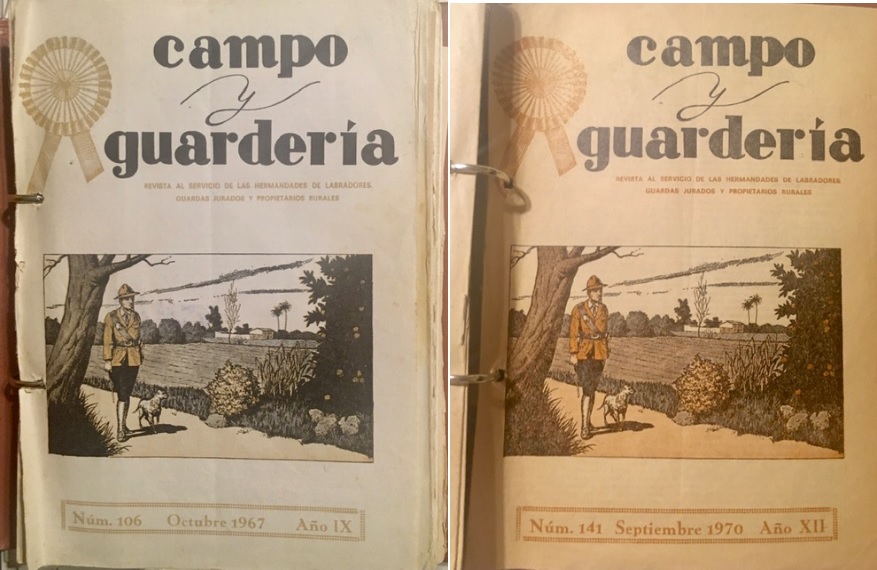 campo
y
guardería
REVISTA AL SERVICIO DE LAS HERMANDADES DE LABRADORES,
GUARDAS JURADOS Y PROPIETARIOS RURALES
Núm. 106 Octubre 1967 Año IX
campo
y
guardería
REVISTA AL SERVICIO DE LAS HERMANDADES DE LABRADORES,
GUARDAS JURADOS Y PROPIETARIOS RURALES
Núm. 141 Septiembre 1970 Año XII